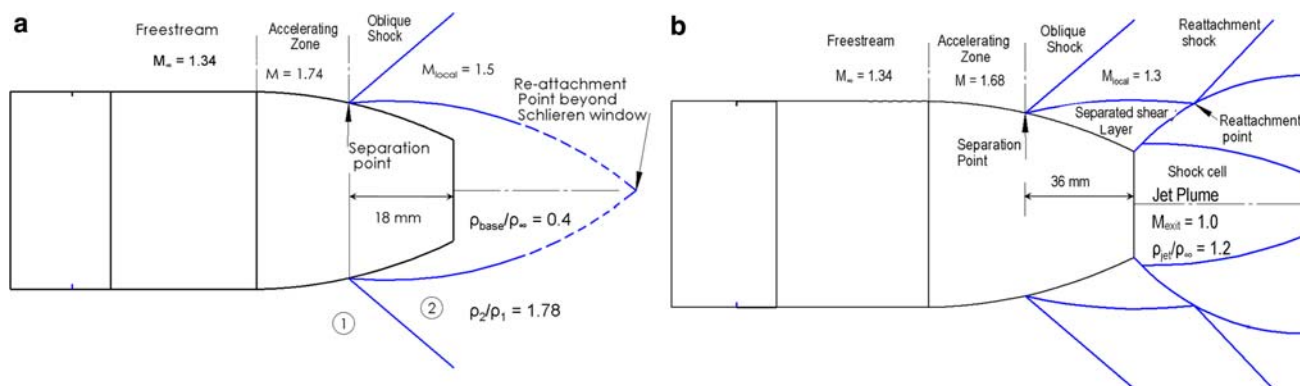 a
Freestream
M∞ = 1.34
Accelerating
Zone
M = 1.74
Oblique
Shock
Mlocal = 1.5
Re-attachment
Point beyond
Schlieren window
Separation
point
18 mm
ρbase/ρ∞ = 0.4
1
2
ρ2/ρ1 = 1.78
b
Freestream
M∞ = 1.34
Accelerating
Zone
M = 1.68
Oblique
Shock
Mlocal = 1.3
Reattachment
shock
Separated shear
Layer
Reattachment
point
Separation
Point
36 mm
Shock cell
Jet Plume
Mexit = 1.0
ρjet/ρ∞ = 1.2